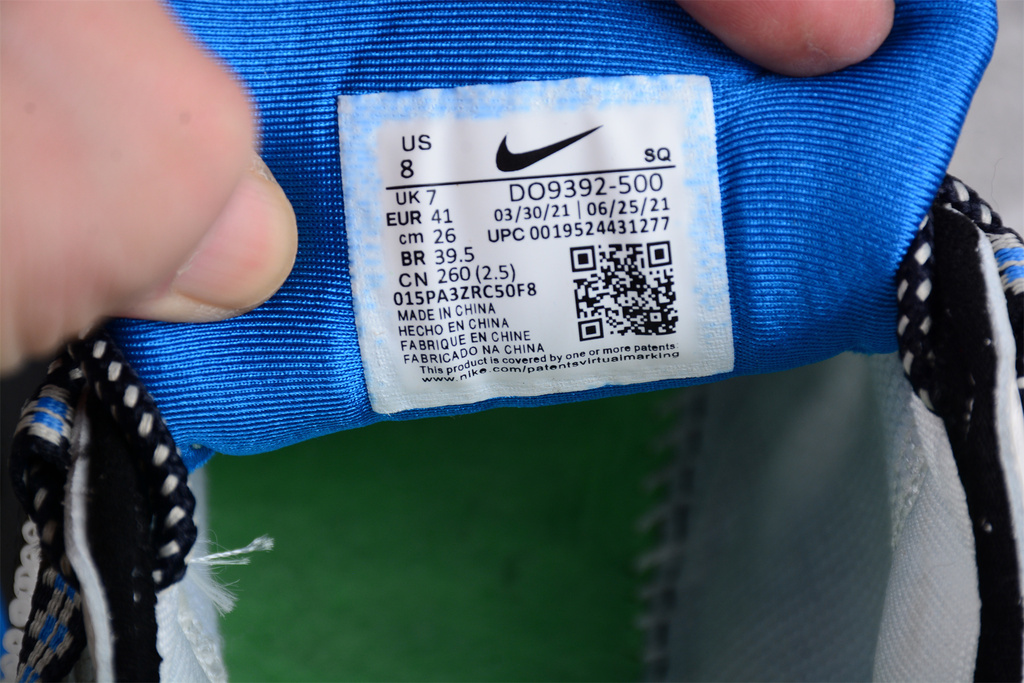 US
8
SQ
UK 7
DO9392-500
EUR 41
03/30/21 | 06/25/21
cm 26
UPC 0019524431277
BR 39.5
CN 260 (2.5)
015PA3ZRC50F8
MADE IN CHINA
HECHO EN CHINA
FABRIQUE EN CHINE
FABRICADO NA CHINA
This product is covered by one or more patents
www.nike.com/patentsvirtualmarking